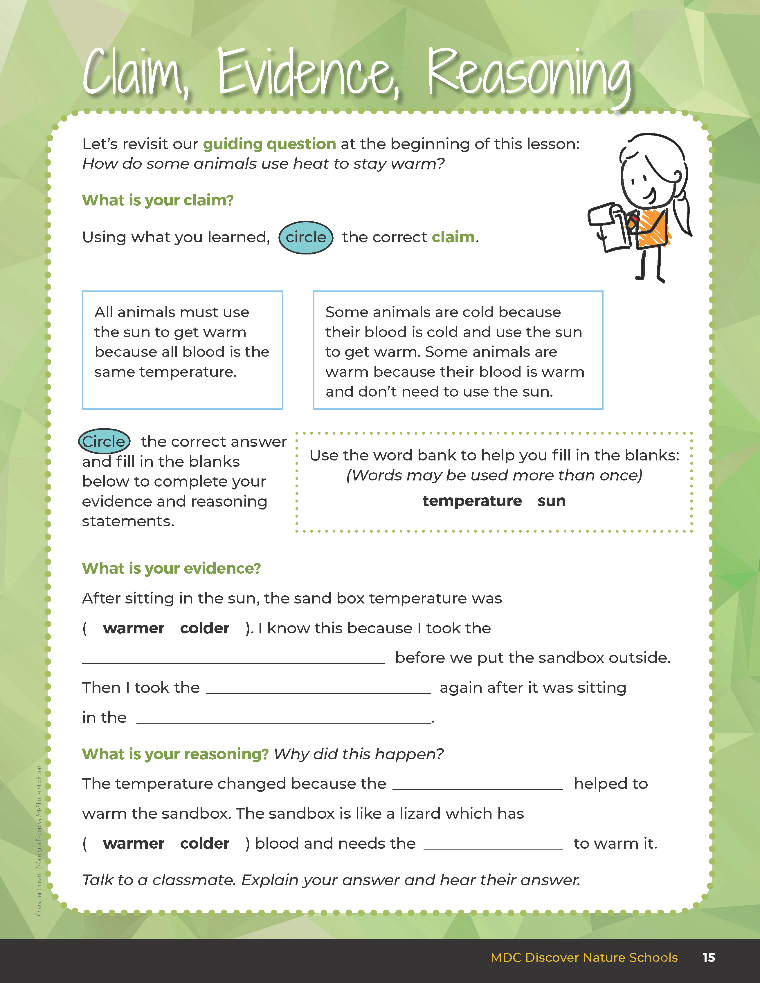 Claim, Evidence, Reasoning
Let’s revisit our guiding question at the beginning of this lesson:
How do some animals use heat to stay warm?
What is your claim?
Using what you learned, circle the correct claim.
All animals must use
the sun to get warm
because all blood is the
same temperature.
Some animals are cold because
their blood is cold and use the sun
to get warm. Some animals are
warm because their blood is warm
and don’t need to use the sun.
Circle the correct answer
and fill in the blanks
below to complete your
evidence and reasoning
statements.
Use the word bank to help you fill in the blanks:
(Words may be used more than once)
temperature sun
What is your evidence?
After sitting in the sun, the sand box temperature was
( warmer colder ). I know this because I took the
before we put the sandbox outside.
Then I took the again after it was sitting
in the .
What is your reasoning? Why did this happen?
The temperature changed because the helped to
warm the sandbox. The sandbox is like a lizard which has
( warmer colder ) blood and needs the to warm it.
Talk to a classmate. Explain your answer and hear their answer.
MDC Discover Nature Schools 15